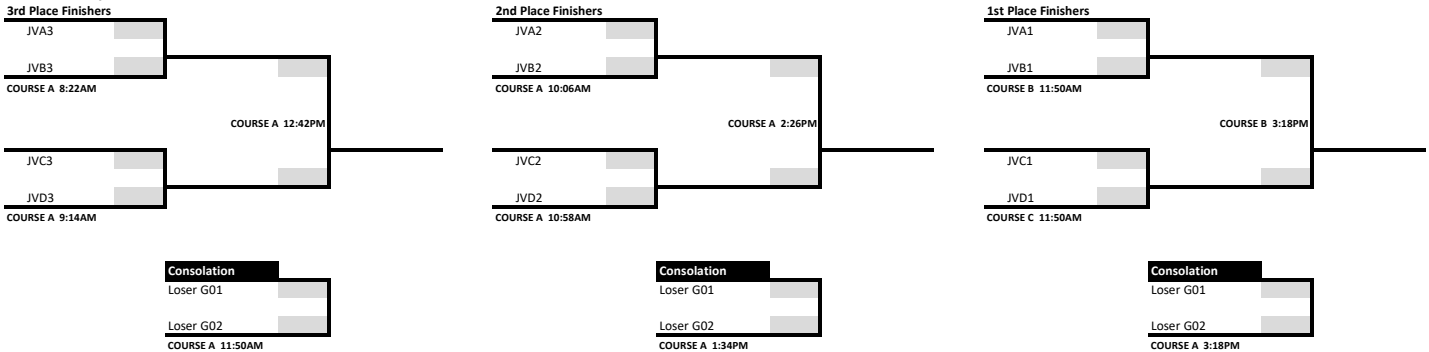 3rd Place Finishers
JVA3
JVB3
COURSE A 8:22AM
COURSE A 12:42PM
JVC3
JVD3
COURSE A 9:14AM
Consolation
Loser G01
Loser G02
COURSE A 11:50AM
2nd Place Finishers
JVA2
JVB2
COURSE A 10:06AM
COURSE A 2:26PM
JVC2
JVD2
COURSE A 10:58AM
Consolation
Loser G01
Loser G02
COURSE A 1:34PM
1st Place Finishers
JVA1
JVB1
COURSE B 11:50AM
COURSE B 3:18PM
JVC1
JVD1
COURSE C 11:50AM
Consolation
Loser G01
Loser G02
COURSE A 3:18PM